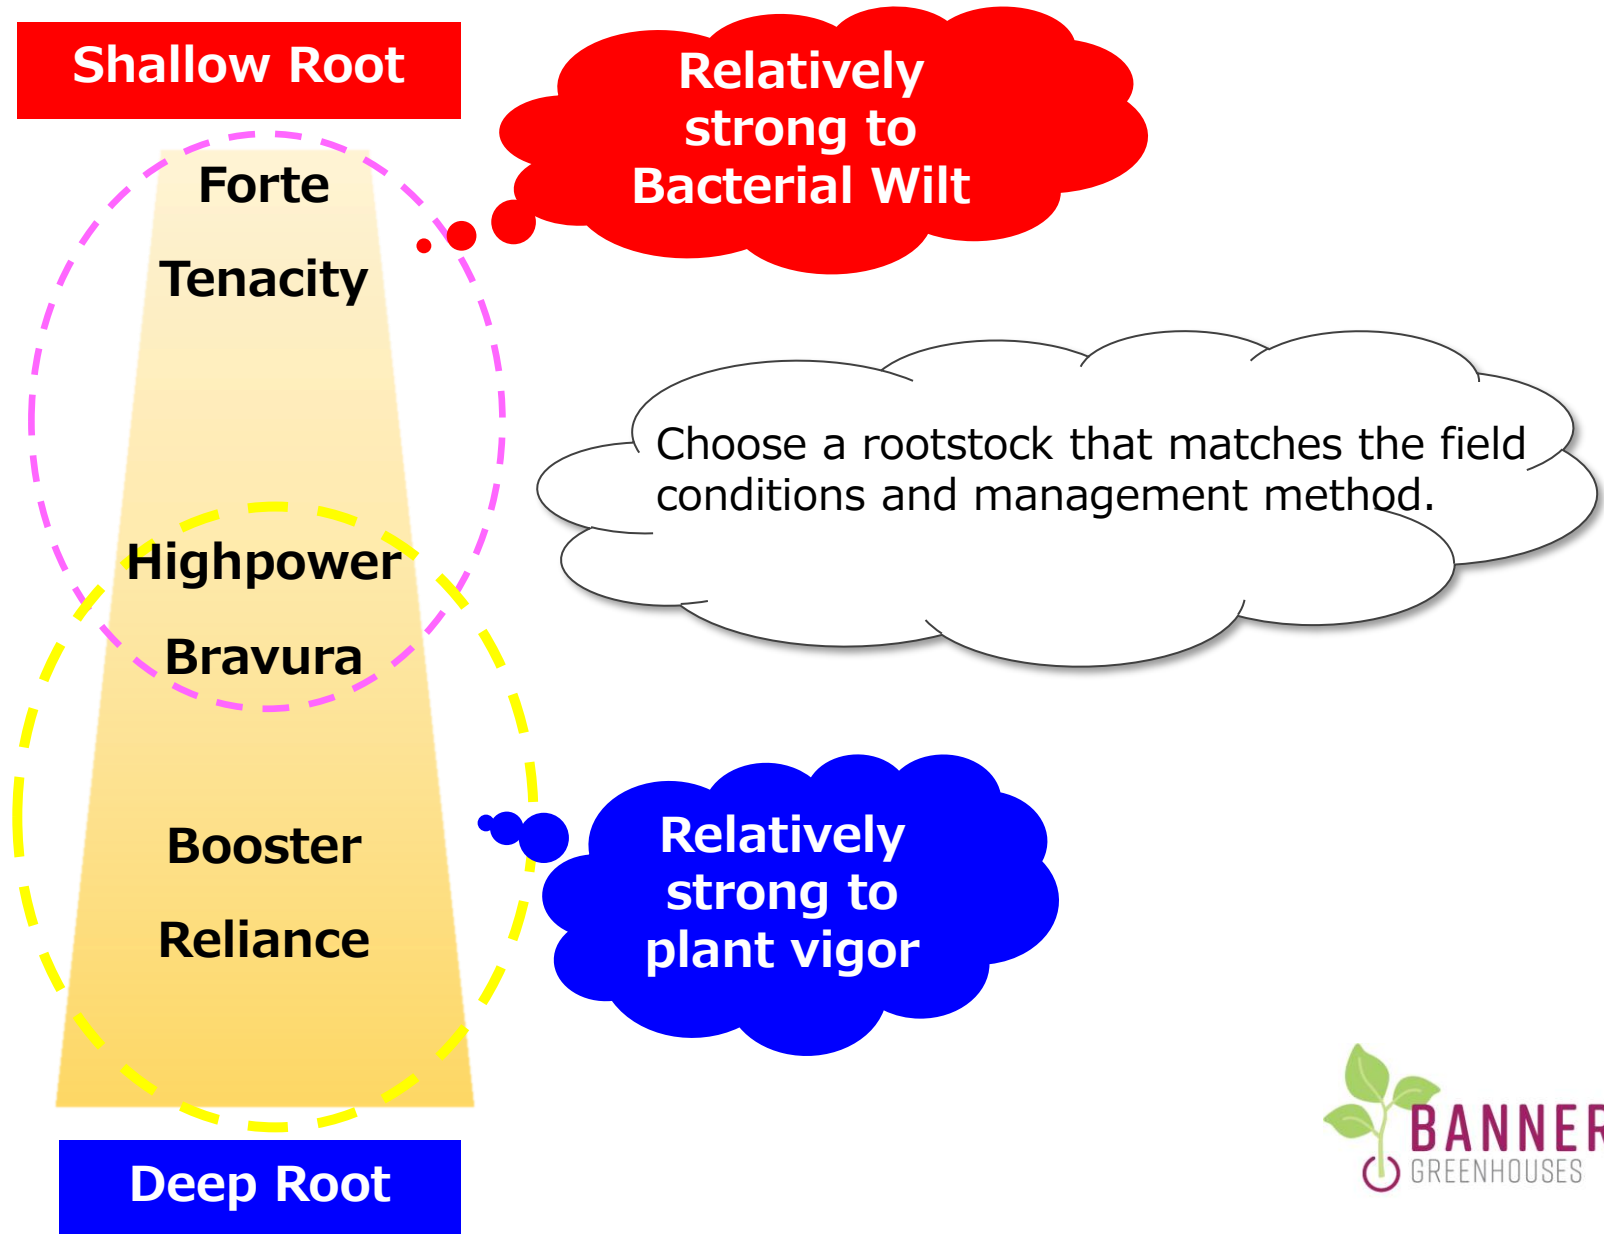 Shallow Root
Relatively
strong to
Bacterial Wilt
Forte
Tenacity
Choose a rootstock that matches the field
conditions and management method.
Highpower
Bravura
Booster
Reliance
Relatively
strong to
plant vigor
Deep Root
BANNER
GREENHOUSES